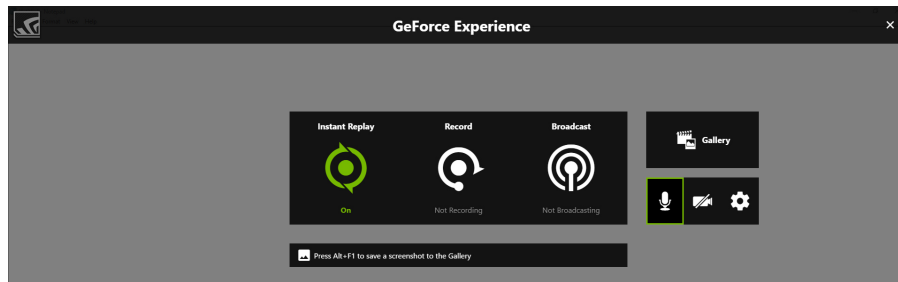 GeForce Experience
Instant Replay
Record
Broadcast
On
Not Recording
Not Broadcasting
Gallery
Press Alt+F1 to save a screenshot to the Gallery